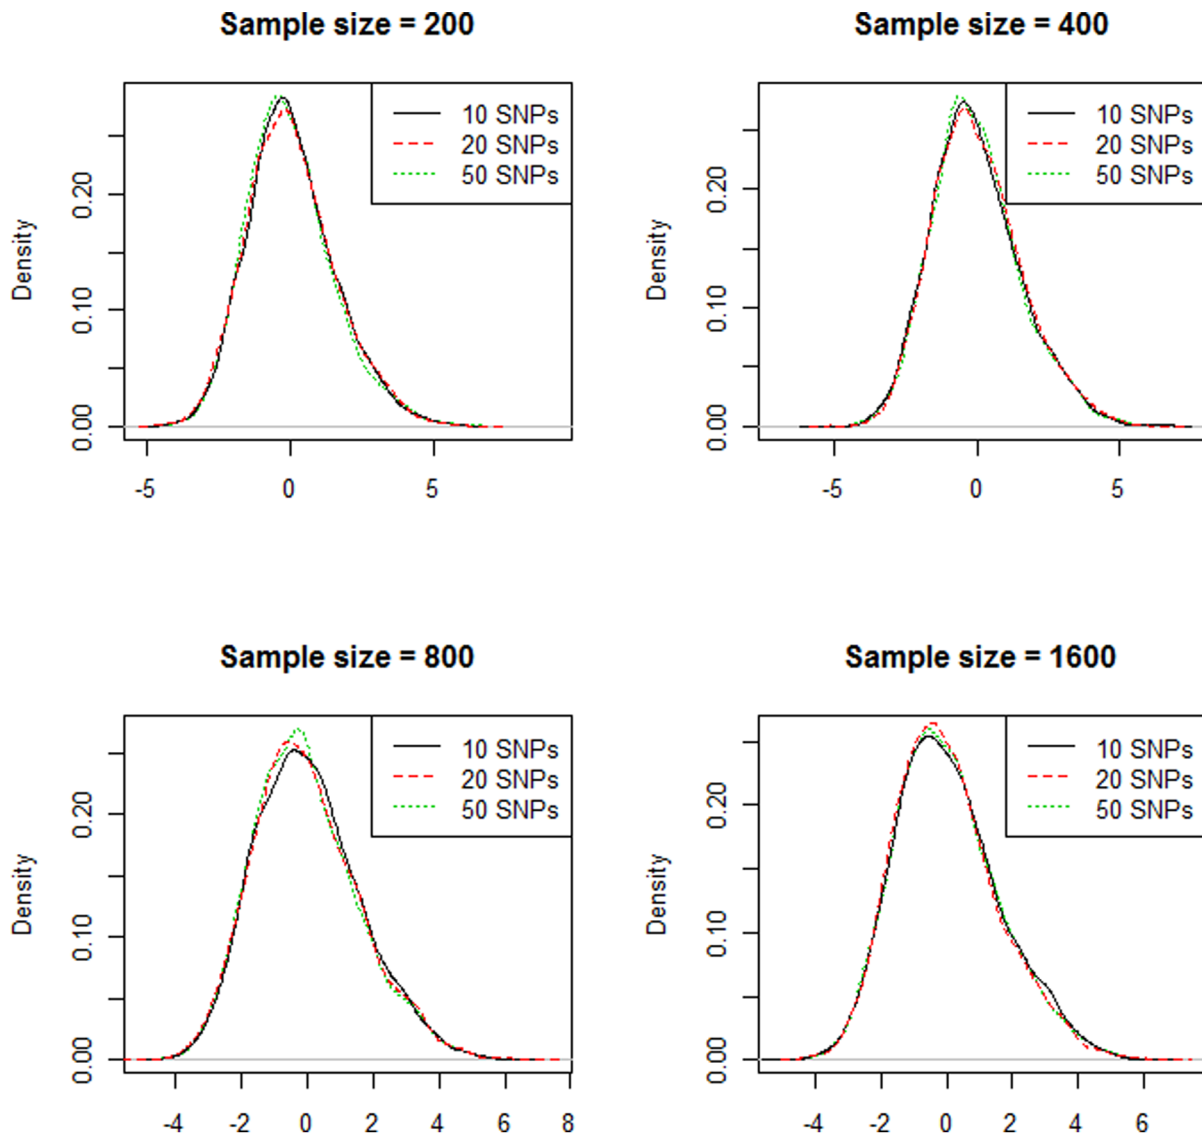 Sample size = 200
Density
0.00 0.10 0.20
10 SNPs
20 SNPs
50 SNPs
-5 0 5
Sample size = 400
Density
0.00 0.10 0.20
10 SNPs
20 SNPs
50 SNPs
-5 0 5
Sample size = 800
Density
0.00 0.10 0.20
10 SNPs
20 SNPs
50 SNPs
-4 -2 0 2 4 6 8
Sample size = 1600
Density
0.00 0.10 0.20
10 SNPs
20 SNPs
50 SNPs
-4 -2 0 2 4 6